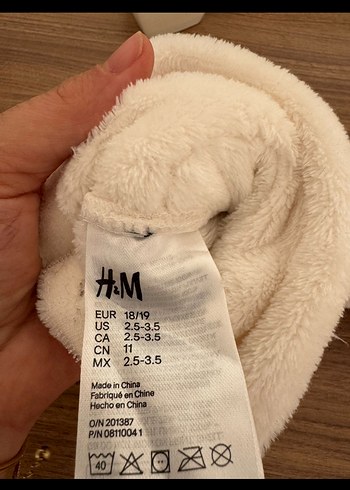 H&M
EUR 18/19
US 2.5-3.5
CA 2.5-3.5
CN 11
MX 2.5-3.5
Made in China
Fabriqué en Chine
Hecho en China
O/N 201387
P/N 0811004 1
40